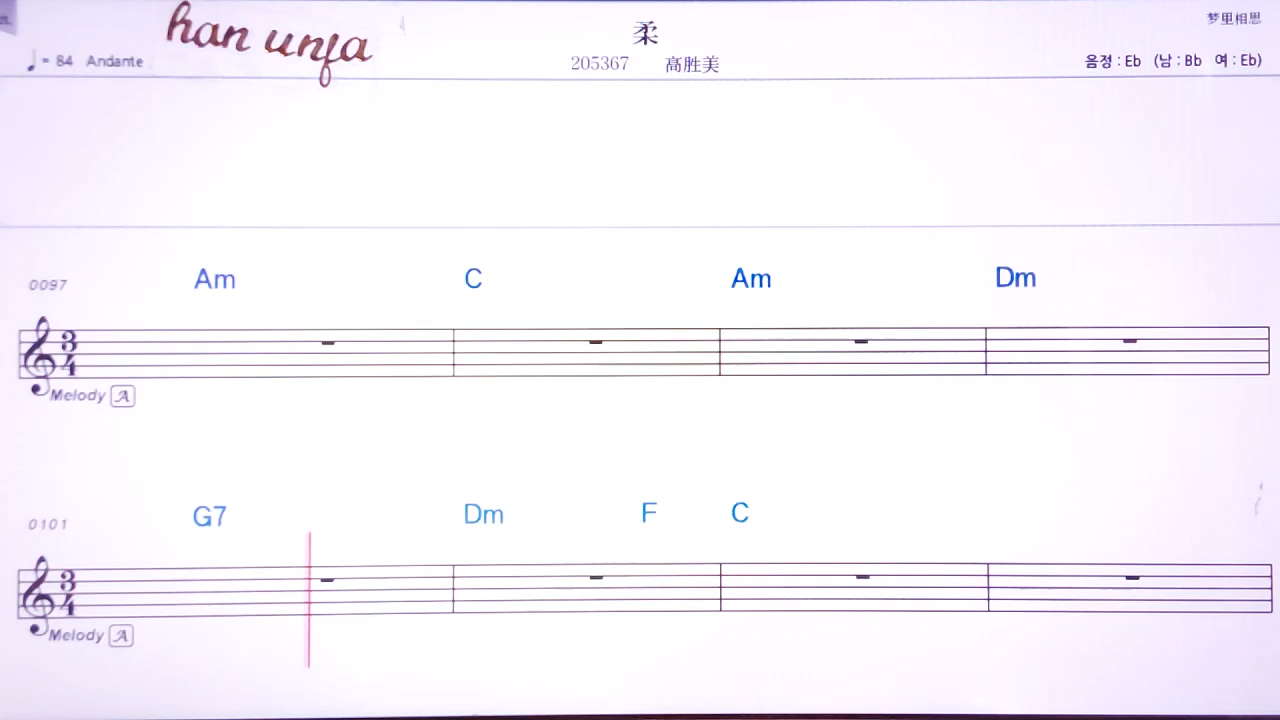 han unfa
柔
梦里相思
♩ = 84 Andante
205367 高胜美
음정 : Eb (남 : Bb 여 : Eb)
0097 Am C Am Dm
3 4
Melody A
0101 G7 Dm F C
3 4
Melody A